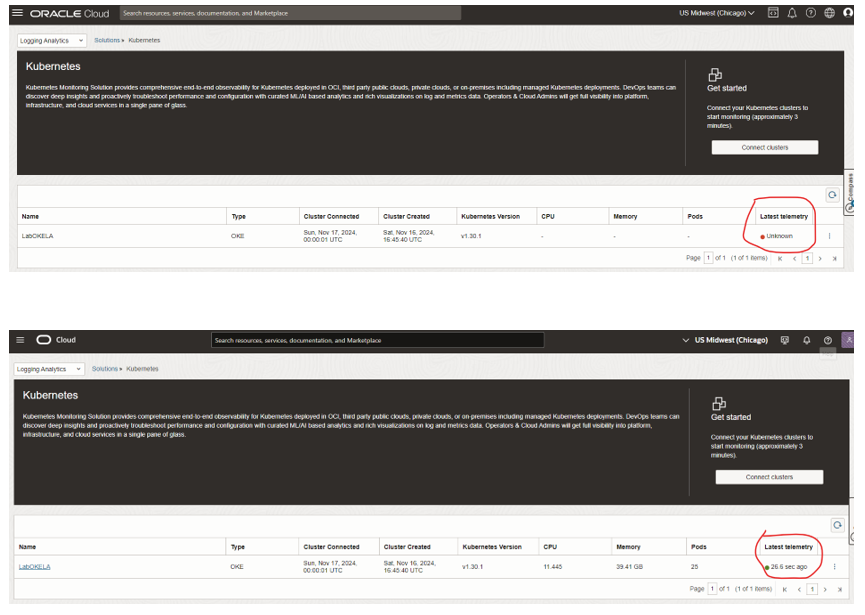 ORACLE Cloud Search resources, services, documentation, and Marketplace US Midwest (Chicago)
Logging Analytics Solutions » Kubernetes
Kubernetes
Kubernetes Monitoring Solution provides comprehensive end-to-end observability for Kubernetes deployed in OCI, third party public clouds, private clouds, or on-premises including managed Kubernetes deployments. DevOps teams can
discover deep insights and proactively troubleshoot performance and configuration with curated ML/AI based analytics and rich visualizations on log and metrics data. Operators & Cloud Admins will get full visibility into platform,
infrastructure, and cloud services in a single pane of glass.
Get started
Connect your Kubernetes clusters to
start monitoring (approximately 3
minutes).
Connect clusters
Compass
Name Type Cluster Connected Cluster Created Kubernetes Version CPU Memory Pods Latest telemetry
LabOKELA OKE Sun, Nov 17, 2024, 00:00:01 UTC Sat, Nov 16, 2024, 16:45:40 UTC v1.30.1 - - - Unknown
Page 1 of 1 (1 of 1 items) 1
Cloud Search resources, services, documentation, and Marketplace US Midwest (Chicago)
Logging Analytics Solutions » Kubernetes
Kubernetes
Kubernetes Monitoring Solution provides comprehensive end-to-end observability for Kubernetes deployed in OCI, third party public clouds, private clouds, or on-premises including managed Kubernetes deployments. DevOps teams can
discover deep insights and proactively troubleshoot performance and configuration with curated ML/AI based analytics and rich visualizations on log and metrics data. Operators & Cloud Admins will get full visibility into platform,
infrastructure, and cloud services in a single pane of glass.
Get started
Connect your Kubernetes clusters to
start monitoring (approximately 3
minutes).
Connect clusters
Name Type Cluster Connected Cluster Created Kubernetes Version CPU Memory Pods Latest telemetry
LabOKELA OKE Sun, Nov 17, 2024, 00:00:01 UTC Sat, Nov 16, 2024, 16:45:40 UTC v1.30.1 11.445 39.41 GB 25 26.6 sec ago
Page 1 of 1 (1 of 1 items) 1